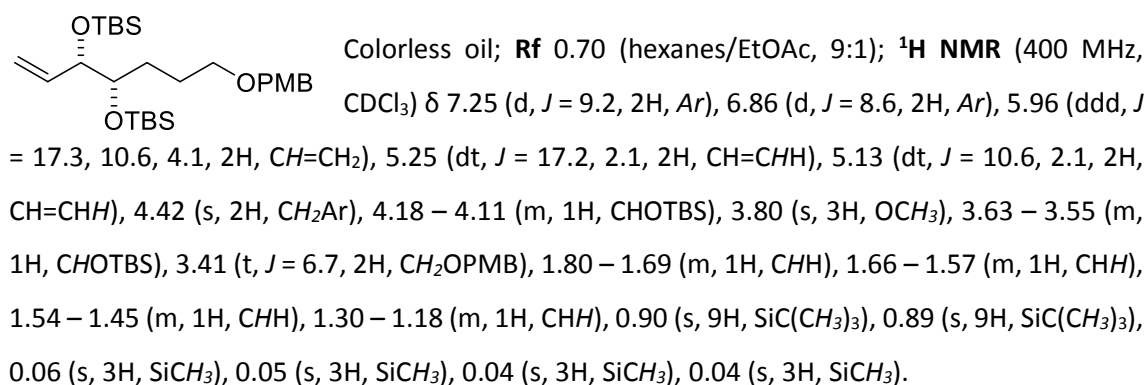 OTBS
OPMB
OTBS
Colorless oil; Rf 0.70 (hexanes/EtOAc, 9:1); ¹H NMR (400 MHz,
CDCl₃) δ 7.25 (d, J = 9.2, 2H, Ar), 6.86 (d, J = 8.6, 2H, Ar), 5.96 (ddd, J
= 17.3, 10.6, 4.1, 2H, CH=CH₂), 5.25 (dt, J = 17.2, 2.1, 2H, CH=CHH), 5.13 (dt, J = 10.6, 2.1, 2H,
CH=CHH), 4.42 (s, 2H, CH₂Ar), 4.18 – 4.11 (m, 1H, CHOTBS), 3.80 (s, 3H, OCH₃), 3.63 – 3.55 (m,
1H, CHOTBS), 3.41 (t, J = 6.7, 2H, CH₂OPMB), 1.80 – 1.69 (m, 1H, CHH), 1.66 – 1.57 (m, 1H, CHH),
1.54 – 1.45 (m, 1H, CHH), 1.30 – 1.18 (m, 1H, CHH), 0.90 (s, 9H, SiC(CH₃)₃), 0.89 (s, 9H, SiC(CH₃)₃),
0.06 (s, 3H, SiCH₃), 0.05 (s, 3H, SiCH₃), 0.04 (s, 3H, SiCH₃), 0.04 (s, 3H, SiCH₃).